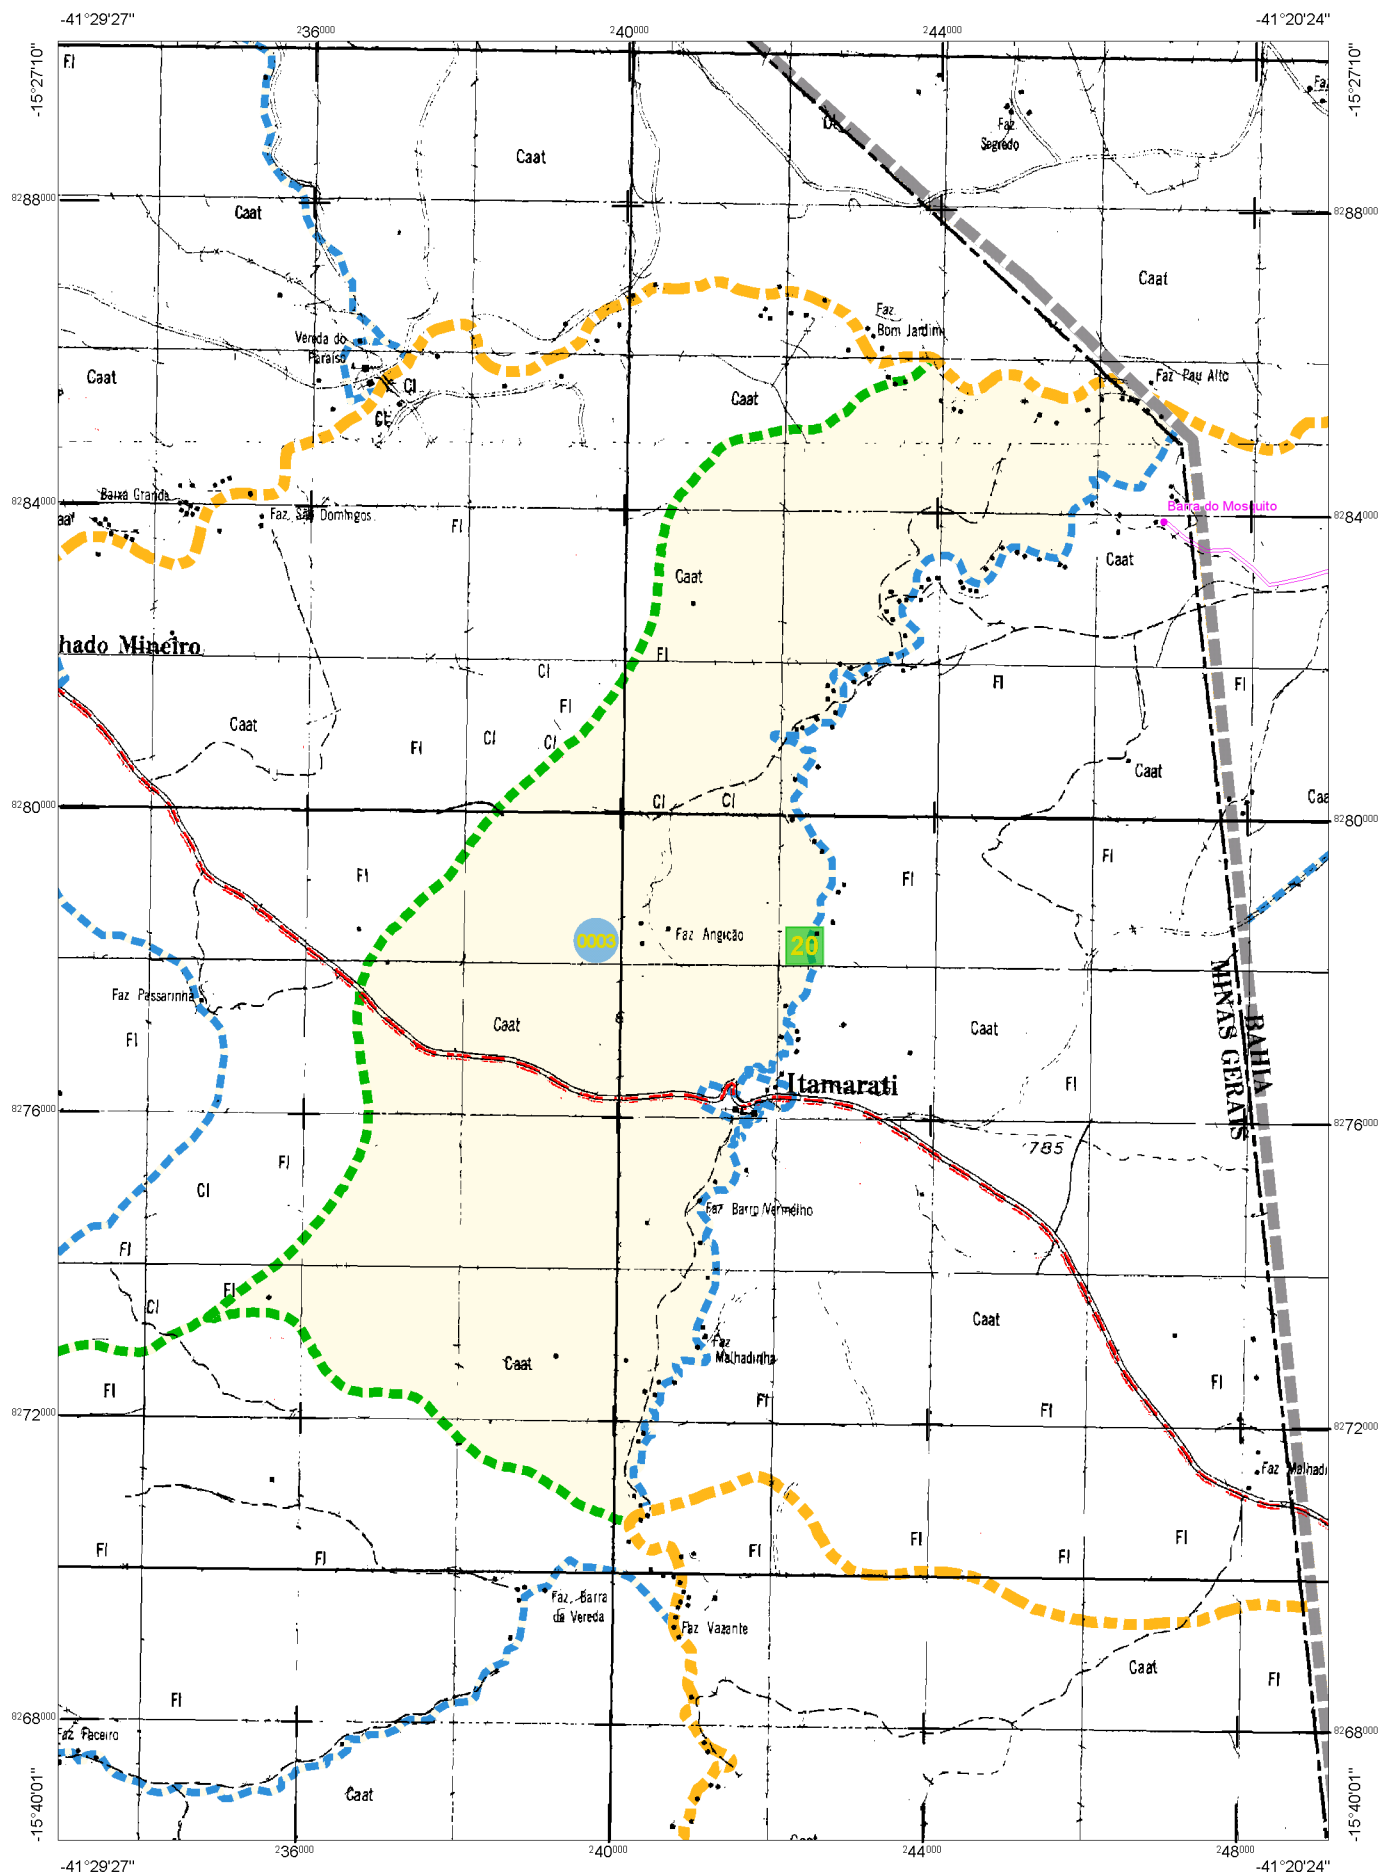 -41°29'27"
-41°20'24"
236000
240000
244000
-15°27'10"
-15°27'10"
Fl
Faz
Segredo
Caat
8288000
Caat
8288000
Caat
Faz
Bom Jardim
Vereda do
Paraiso
Caat
Cl
Faz Pau Alto
Caat
Baixa Grande
8284000
Faz São Domingos
Fl
Barra do Mosquito
8284000
Caat
Caat
hado Mineiro
Fl
Cl
Fl
Fl
Fl
Caat
Fl
Cl
Cl
Caat
8280000
Cl
Cl
Caa
8280000
Fl
Fl
Fl
0003
Faz Angicão
20
Faz Passarinha
Caat
Caat
Fl
MINAS GERAIS
BAHIA
Itamarati
Fl
8276000
8276000
785
Fl
Cl
Faz Barro Vermelho
Fl
Fl
Cl
Caat
Faz
Malhadinha
Caat
Fl
Fl
Fl
Fl
8272000
8272000
Faz Malhadi
Fl
Fl
Fl
Fl
Fl
Faz. Barra
da Vereda
Faz Vazante
Caat
Fl
Fl
8268000
8268000
Faz Faceiro
Caat
-15°40'01"
-15°40'01"
236000
240000
244000
248000
-41°29'27"
-41°20'24"